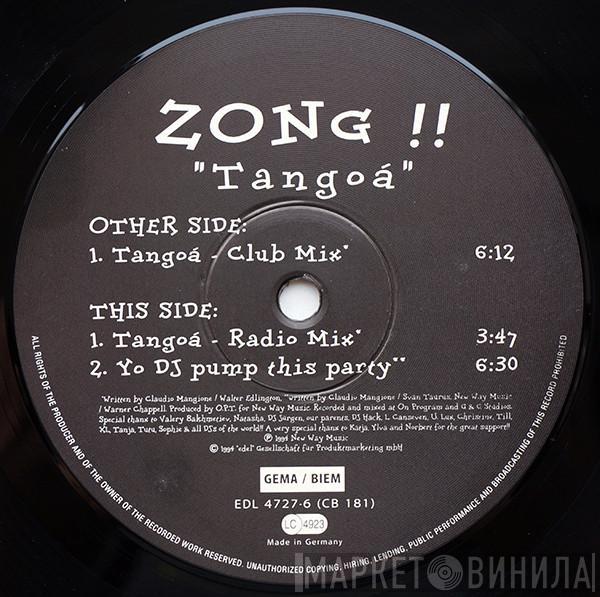 ZONG !!
"Tangoá"
OTHER SIDE:
1. Tangoá - Club Mix* 6:12
THIS SIDE:
1. Tangoá - Radio Mix* 3:47
2. Yo DJ pump this party** 6:30
*Written by Claudio Mangione / Walter Edlington, **written by Claudio Mangione / Svan Taurus, New Way Music
/ Warner Chappell. Produced by O.P.T. for New Way Music. Recorded and mixed at On Program and G & C Studios.
Special thanx to Valery Bakhmerjev, Natasha, DJ Jürgen, our parents, DJ Hack, L. Canseven, U. Lux, Christine, Till,
XL, Tanja, Tura, Sophie & all DJs of the world!! A very special thanx to Katja, Ylva and Norbert for the great support!!
℗ 1994 New Way Music
© 1994 "edel" Gesellschaft für Produktmarketing mbH
GEMA / BIEM
EDL 4727-6 (CB 181)
LC 4923
Made in Germany
ALL RIGHTS OF THE PRODUCER AND OF THE OWNER OF THE RECORDED WORK RESERVED. UNAUTHORIZED COPYING, HIRING, LENDING, PUBLIC PERFORMANCE AND BROADCASTING OF THIS RECORD PROHIBITED
МАРКЕТ ВИНИЛА